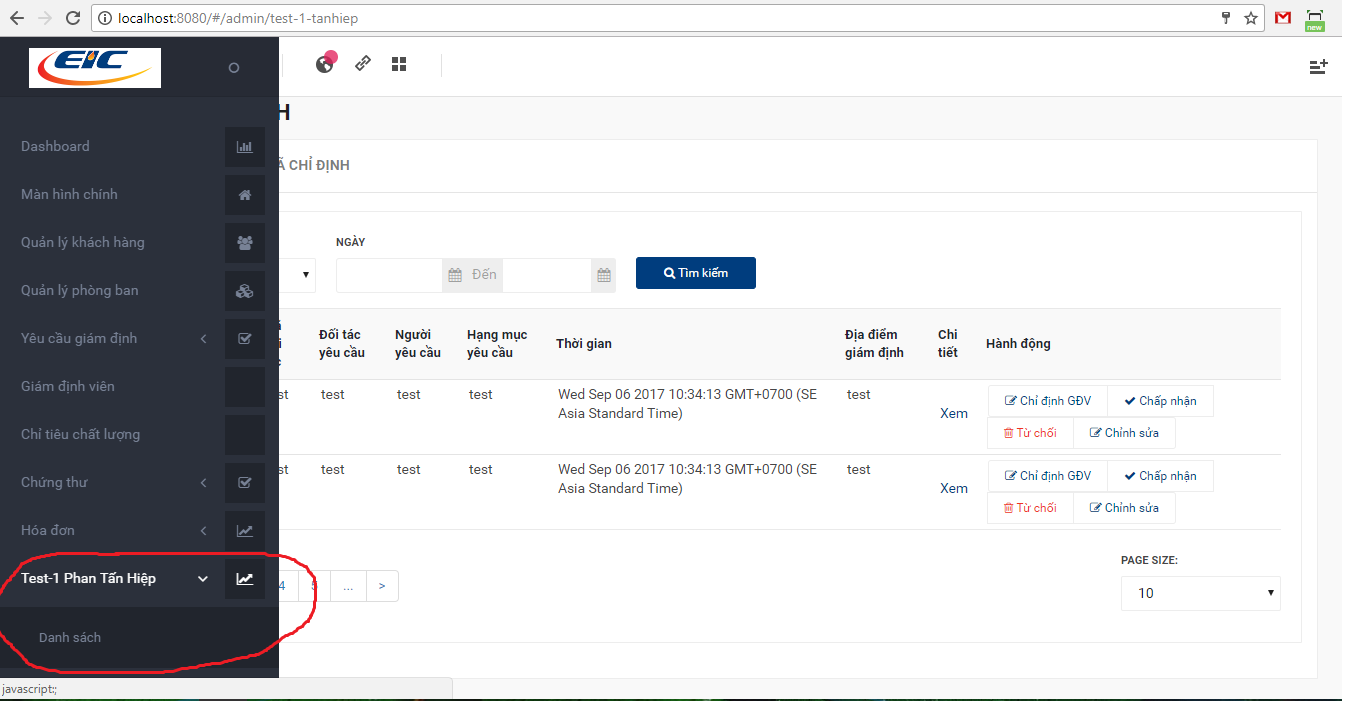 localhost:8080/#/admin/test-1-tanhiep
new
EIC
H
Dashboard
Màn hình chính
Quản lý khách hàng
Quản lý phòng ban
Yêu cầu giám định
Giám định viên
Chỉ tiêu chất lượng
Chứng thư
Hóa đơn
Test-1 Phan Tấn Hiệp
Danh sách
Ã CHỈ ĐỊNH
NGÀY
Đến
Tìm kiếm
Đối tác yêu cầu
Người yêu cầu
Hạng mục yêu cầu
Thời gian
Địa điểm giám định
Chi tiết
Hành động
st test test test Wed Sep 06 2017 10:34:13 GMT+0700 (SE
Asia Standard Time)
test
Xem
Chỉ định GĐV
Chấp nhận
Từ chối
Chỉnh sửa
st test test test Wed Sep 06 2017 10:34:13 GMT+0700 (SE
Asia Standard Time)
test
Xem
Chỉ định GĐV
Chấp nhận
Từ chối
Chỉnh sửa
4 5 ... >
PAGE SIZE:
10
javascript:;